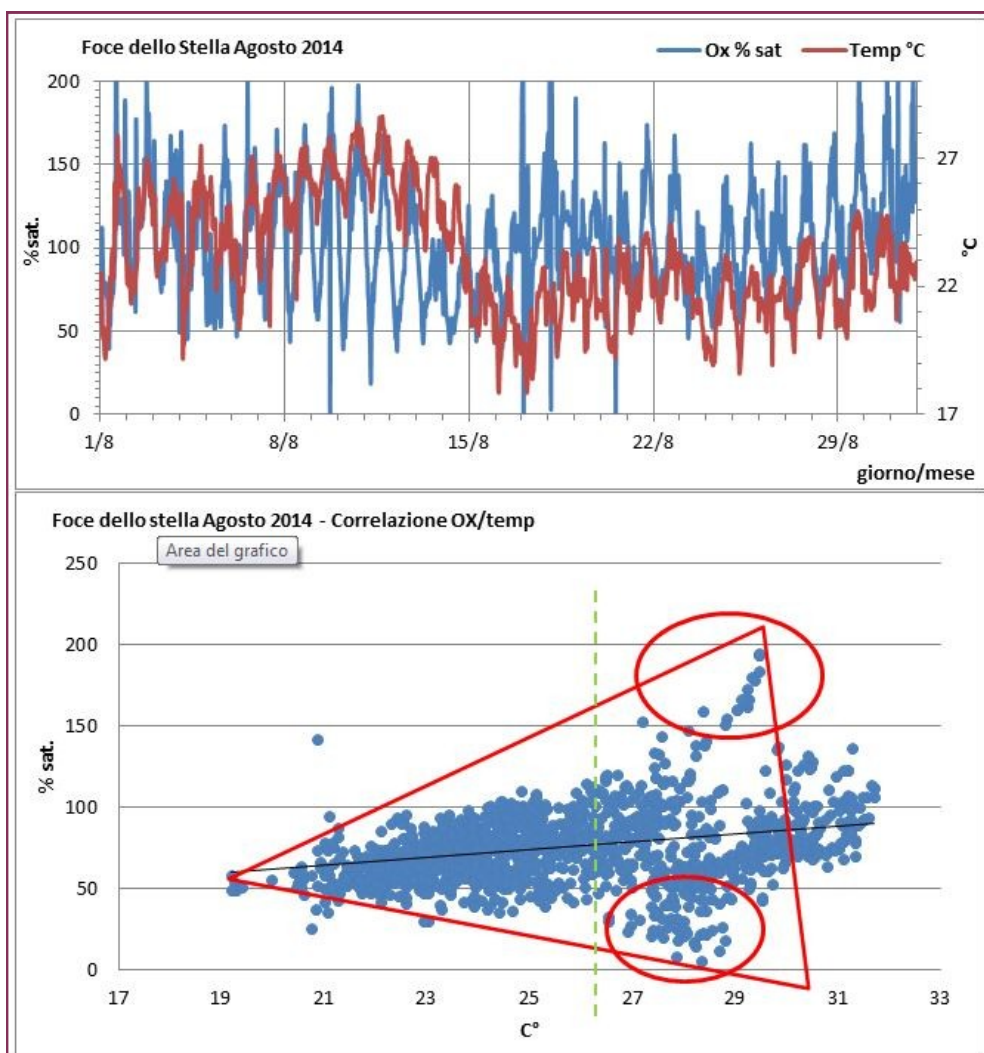 Foce dello Stella Agosto 2014
Ox % sat
Temp °C
200
150
100
50
0
%sat.
27
22
17
°C
1/8
8/8
15/8
22/8
29/8
giorno/mese
Foce dello stella Agosto 2014 - Correlazione OX/temp
Area del grafico
250
200
150
100
50
0
% sat.
17
19
21
23
25
27
29
31
33
C°